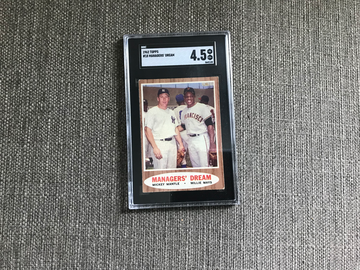 1962 TOPPS
#18 MANAGERS' DREAM
4.5
MANAGERS' DREAM
MICKEY MANTLE - WILLIE MAYS